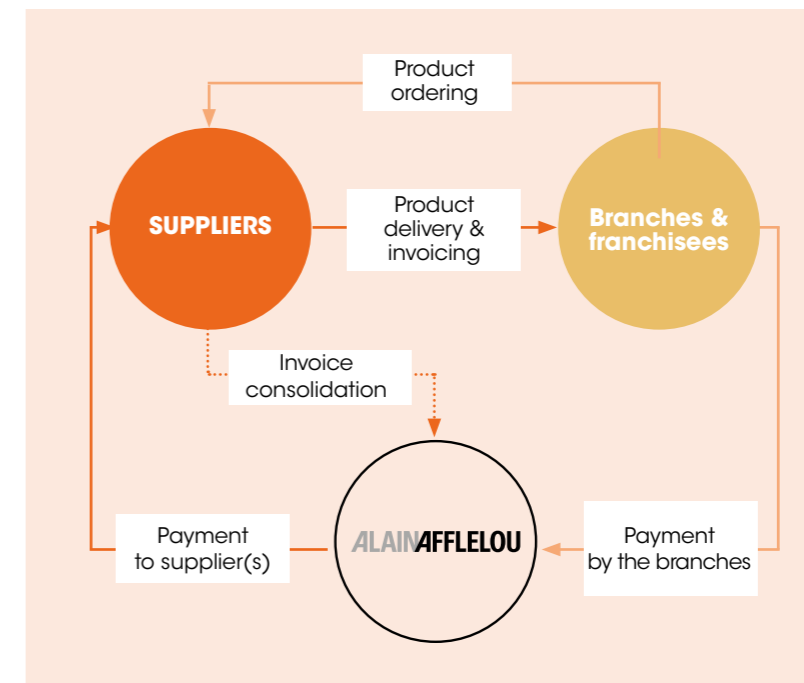 Product
ordering
SUPPLIERS
Product
delivery &
invoicing
Branches &
franchisees
Invoice
consolidation
ALAINAFFLELOU
Payment
to supplier(s)
Payment
by the branches